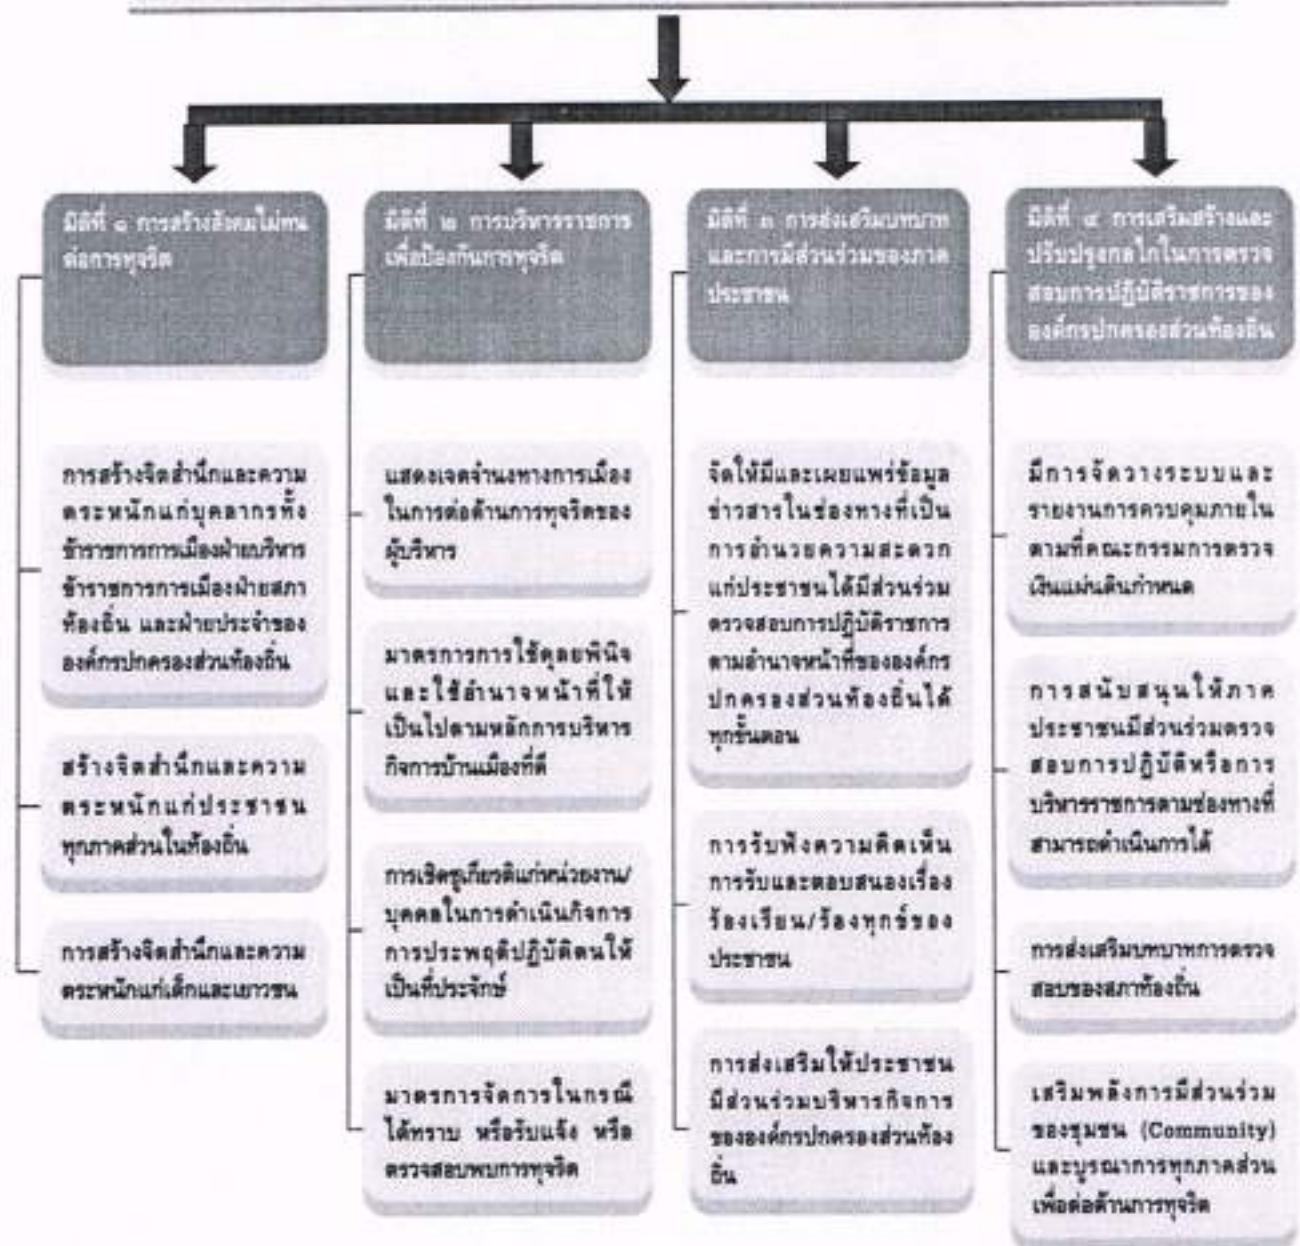 มิติที่ ๑ การสร้างสังคมไม่ทน
ต่อการทุจริต
การสร้างจิตสำนึกและความ
ตระหนักแก่บุคลากรทั้ง
ข้าราชการการเมืองฝ่ายบริหาร
ข้าราชการการเมืองฝ่ายสภา
ท้องถิ่น และฝ่ายประจำของ
องค์กรปกครองส่วนท้องถิ่น
สร้างจิตสำนึกและความ
ตระหนักแก่ประชาชน
ทุกภาคส่วนในท้องถิ่น
การสร้างจิตสำนึกและความ
ตระหนักแก่เด็กและเยาวชน
มิติที่ ๒ การบริหารราชการ
เพื่อป้องกันการทุจริต
แสดงเจตจำนงทางการเมือง
ในการต่อต้านการทุจริตของ
ผู้บริหาร
มาตรการการใช้ดุลยพินิจ
และใช้อำนาจหน้าที่ให้
เป็นไปตามหลักการบริหาร
กิจการบ้านเมืองที่ดี
การเชิดชูเกียรติแก่หน่วยงาน/
บุคคลในการดำเนินกิจการ
การประพฤติปฏิบัติตนให้
เป็นที่ประจักษ์
มาตรการจัดการในกรณี
ได้ทราบ หรือรับแจ้ง หรือ
ตรวจสอบพบการทุจริต
มิติที่ ๓ การส่งเสริมบทบาท
และการมีส่วนร่วมของภาค
ประชาชน
จัดให้มีและเผยแพร่ข้อมูล
ข่าวสารในช่องทางที่เป็น
การอำนวยความสะดวก
แก่ประชาชนได้มีส่วนร่วม
ตรวจสอบการปฏิบัติราชการ
ตามอำนาจหน้าที่ขององค์กร
ปกครองส่วนท้องถิ่นได้
ทุกขั้นตอน
การรับฟังความคิดเห็น
การรับและตอบสนองเรื่อง
ร้องเรียน/ร้องทุกข์ของ
ประชาชน
การส่งเสริมให้ประชาชน
มีส่วนร่วมบริหารกิจการ
ขององค์กรปกครองส่วนท้อง
ถิ่น
มิติที่ ๔ การเสริมสร้างและ
ปรับปรุงกลไกในการตรวจ
สอบการปฏิบัติราชการของ
องค์กรปกครองส่วนท้องถิ่น
มีการจัดวางระบบและ
รายงานการควบคุมภายใน
ตามที่คณะกรรมการตรวจ
เงินแผ่นดินกำหนด
การสนับสนุนให้ภาค
ประชาชนมีส่วนร่วมตรวจ
สอบการปฏิบัติหรือการ
บริหารราชการตามช่องทางที่
สามารถดำเนินการได้
การส่งเสริมบทบาทการตรวจ
สอบของสภาท้องถิ่น
เสริมพลังการมีส่วนร่วม
ของชุมชน (Community)
และบูรณาการทุกภาคส่วน
เพื่อต่อต้านการทุจริต